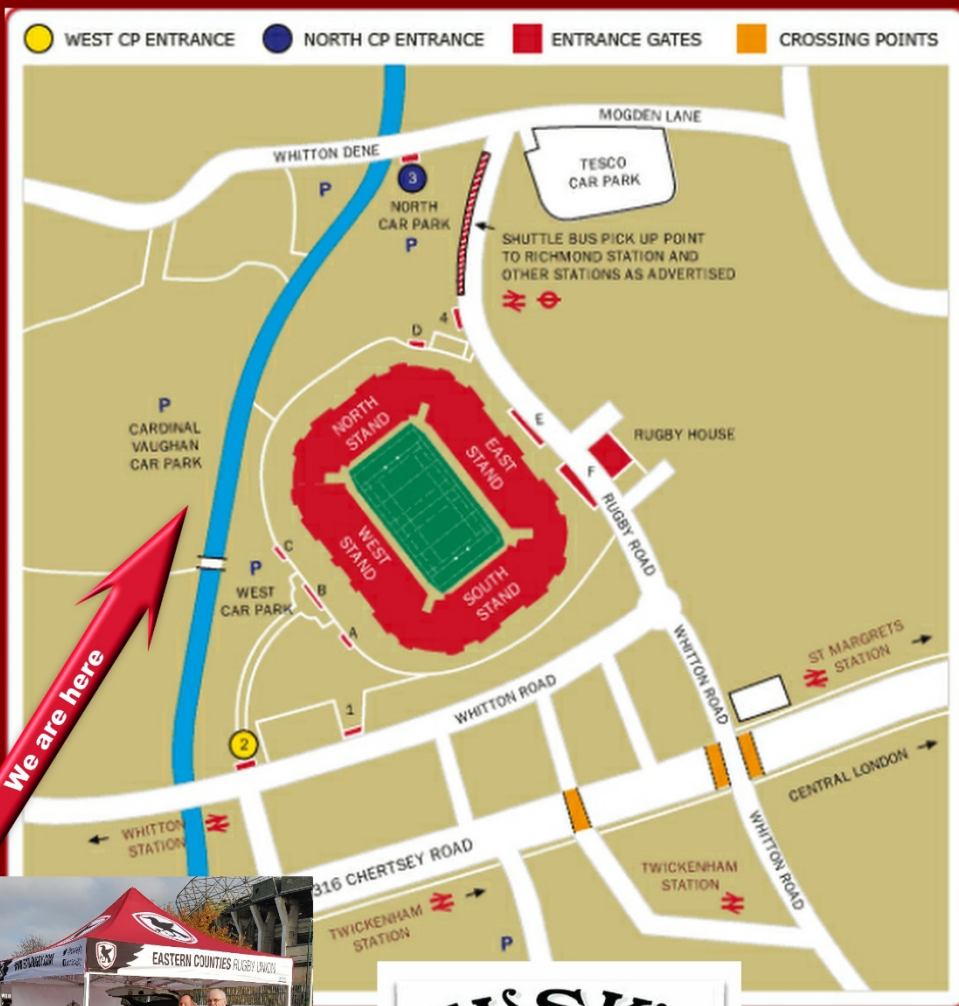 WEST CP ENTRANCE
NORTH CP ENTRANCE
ENTRANCE GATES
CROSSING POINTS
MOGDEN LANE
WHITTON DENE
TESCO
CAR PARK
P
3
NORTH
CAR PARK
P
SHUTTLE BUS PICK UP POINT
TO RICHMOND STATION AND
OTHER STATIONS AS ADVERTISED
4
D
NORTH
STAND
EAST
STAND
E
RUGBY HOUSE
F
RUGBY ROAD
P
CARDINAL
VAUGHAN
CAR PARK
WEST
STAND
SOUTH
STAND
C
P
WEST
CAR PARK
B
A
We are here
1
2
WHITTON ROAD
WHITTON ROAD
ST MARGRETS
STATION
CENTRAL LONDON
WHITTON
STATION
316 CHERTSEY ROAD
WHITTON ROAD
TWICKENHAM
STATION
TWICKENHAM
STATION
P
EASTERN COUNTIES RUGBY UNION